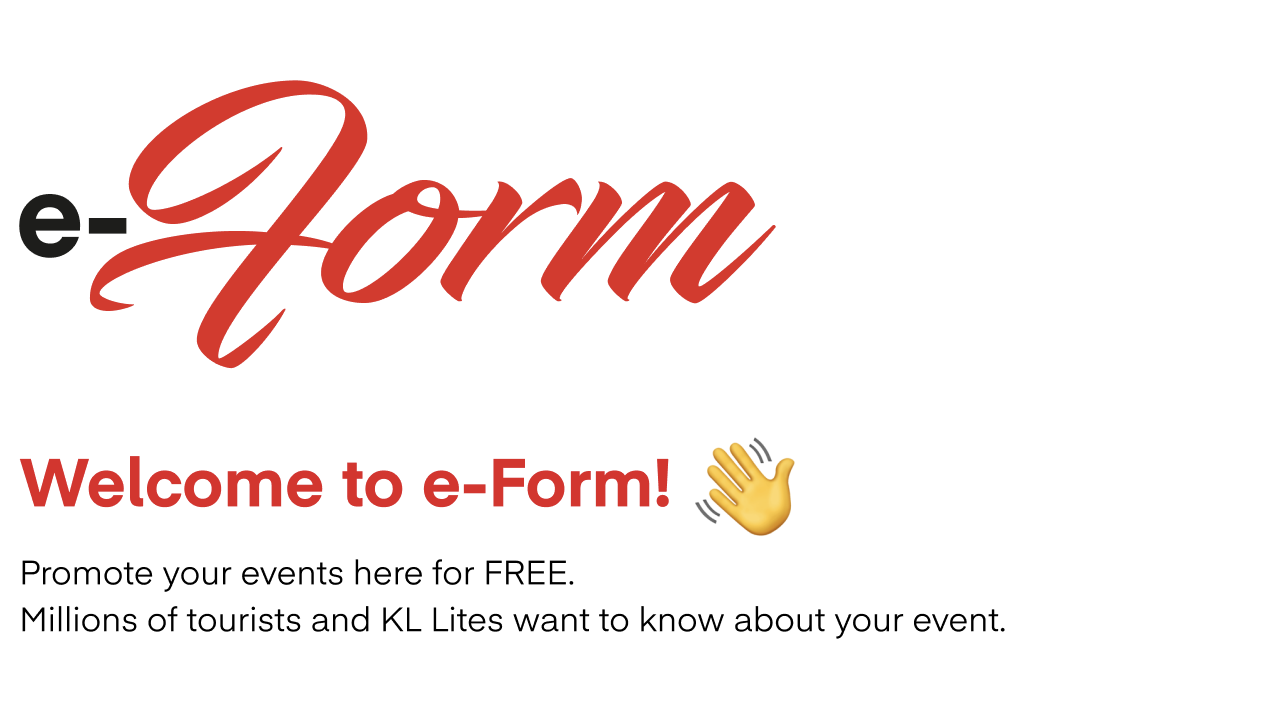 e-Form
Welcome to e-Form! 👋
Promote your events here for FREE.
Millions of tourists and KL Lites want to know about your event.